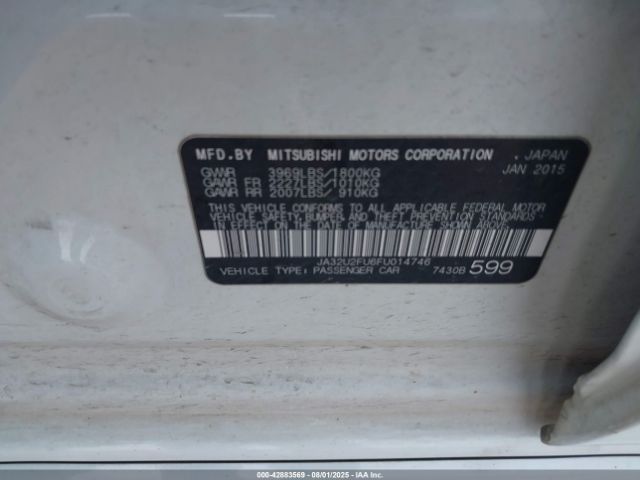 MFD.BY MITSUBISHI MOTORS CORPORATION . JAPAN
GVWR 3969LBS/1800KG JAN 2015
GAWR FR 2227LBS/1010KG
GAWR RR 2007LBS/ 910KG
THIS VEHICLE CONFORMS TO ALL APPLICABLE FEDERAL MOTOR
VEHICLE SAFETY, BUMPER, AND THEFT PREVENTION STANDARDS
IN EFFECT ON THE DATE OF MANUFACTURE SHOWN ABOVE.
JA32U2FU6FU014746
VEHICLE TYPE: PASSENGER CAR 7430B 599
000-42883569 - 08/01/2025 - IAA Inc.